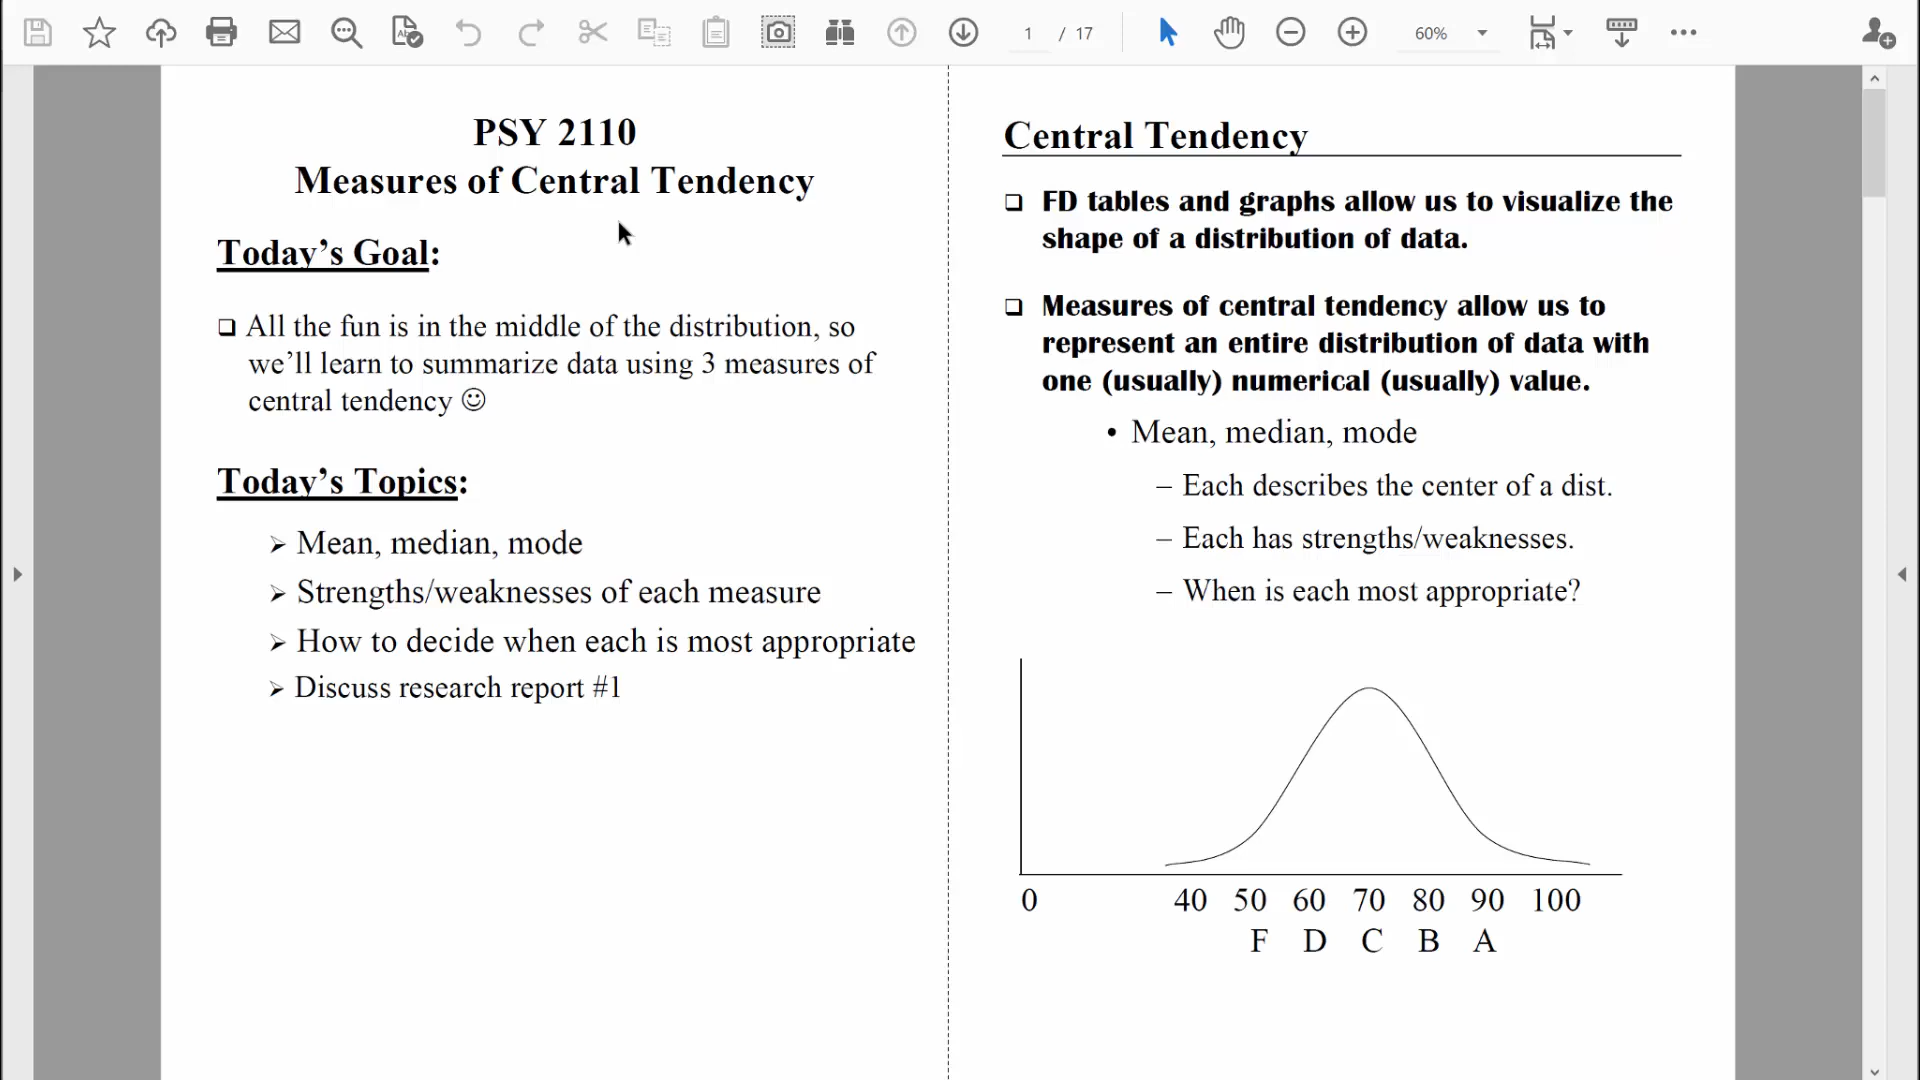 1 / 17
60%
PSY 2110
Measures of Central Tendency
Today’s Goal:
❑ All the fun is in the middle of the distribution, so
we’ll learn to summarize data using 3 measures of
central tendency ☺
Today’s Topics:
➢ Mean, median, mode
➢ Strengths/weaknesses of each measure
➢ How to decide when each is most appropriate
➢ Discuss research report #1
Central Tendency
❑ FD tables and graphs allow us to visualize the
shape of a distribution of data.
❑ Measures of central tendency allow us to
represent an entire distribution of data with
one (usually) numerical (usually) value.
• Mean, median, mode
– Each describes the center of a dist.
– Each has strengths/weaknesses.
– When is each most appropriate?
0 40 50 60 70 80 90 100
F D C B A